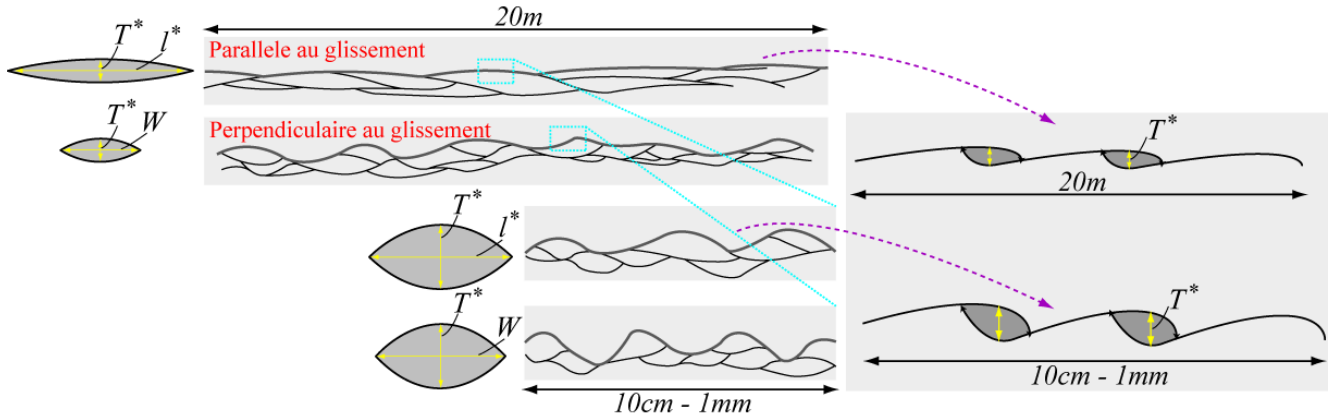 20m
T*
l*
Parallele au glissement
T*
W
Perpendiculaire au glissement
T*
20m
T*
l*
T*
W
T*
10cm - 1mm
10cm - 1mm